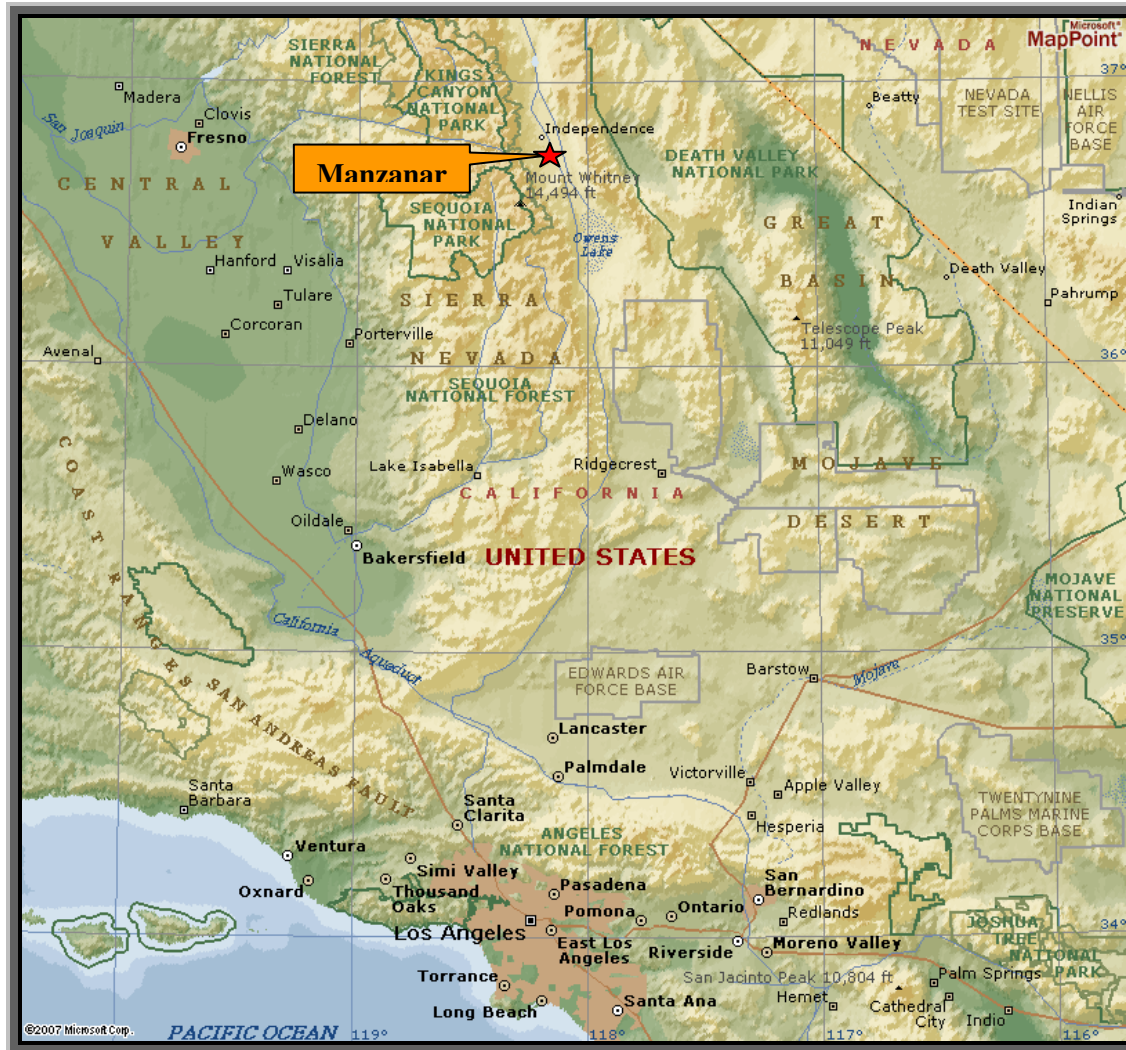 Microsoft®
MapPoint®
NEVADA
37°
SIERRA
NATIONAL
FOREST
KINGS
CANYON
NATIONAL
PARK
Madera
Clovis
San Joaquin
Fresno
Independence
Beatty
NEVADA
TEST SITE
NELLIS
AIR
FORCE
BASE
Manzanar
Mount Whitney
14,494 ft
DEATH VALLEY
NATIONAL PARK
CENTRAL
VALLEY
SEQUOIA
NATIONAL
PARK
Owens
Lake
GREAT
BASIN
Indian
Springs
Hanford
Visalia
Tulare
Corcoran
Porterville
Avenal
SIERRA
NEVADA
SEQUOIA
NATIONAL FOREST
Death Valley
Pahrump
Telescope Peak
11,049 ft
36°
Delano
Wasco
Lake Isabella
Ridgecrest
MOJAVE
DESERT
CALIFORNIA
Oildale
Bakersfield
UNITED STATES
COAST RANGES
MOJAVE
NATIONAL
PRESERVE
California
Aqueduct
35°
SAN ANDREAS FAULT
EDWARDS AIR
FORCE BASE
Barstow
Mojave
Lancaster
Palmdale
Victorville
Apple Valley
Hesperia
TWENTYNINE
PALMS MARINE
CORPS BASE
Santa
Barbara
Santa
Clarita
ANGELES
NATIONAL FOREST
Ventura
Simi Valley
Oxnard
Thousand
Oaks
Pasadena
San
Bernardino
Pomona
Ontario
Redlands
Los Angeles
East Los
Angeles
Riverside
Moreno Valley
34°
JOSHUA
TREE
NATIONAL
PARK
Torrance
Long Beach
Santa Ana
San Jacinto Peak 10,804 ft
Hemet
Palm Springs
Cathedral
City
Indio
©2007 Microsoft Corp.
PACIFIC OCEAN
119°
118°
117°
116°